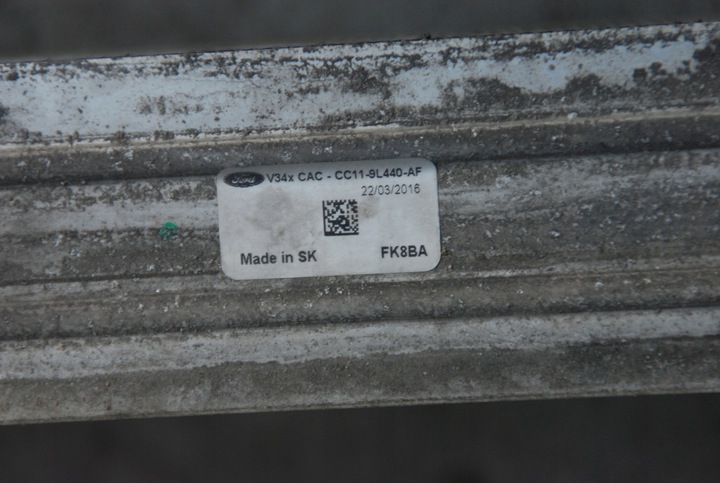 Ford V34x CAC - CC11-9L440-AF
22/03/2016
Made in SK FK8BA